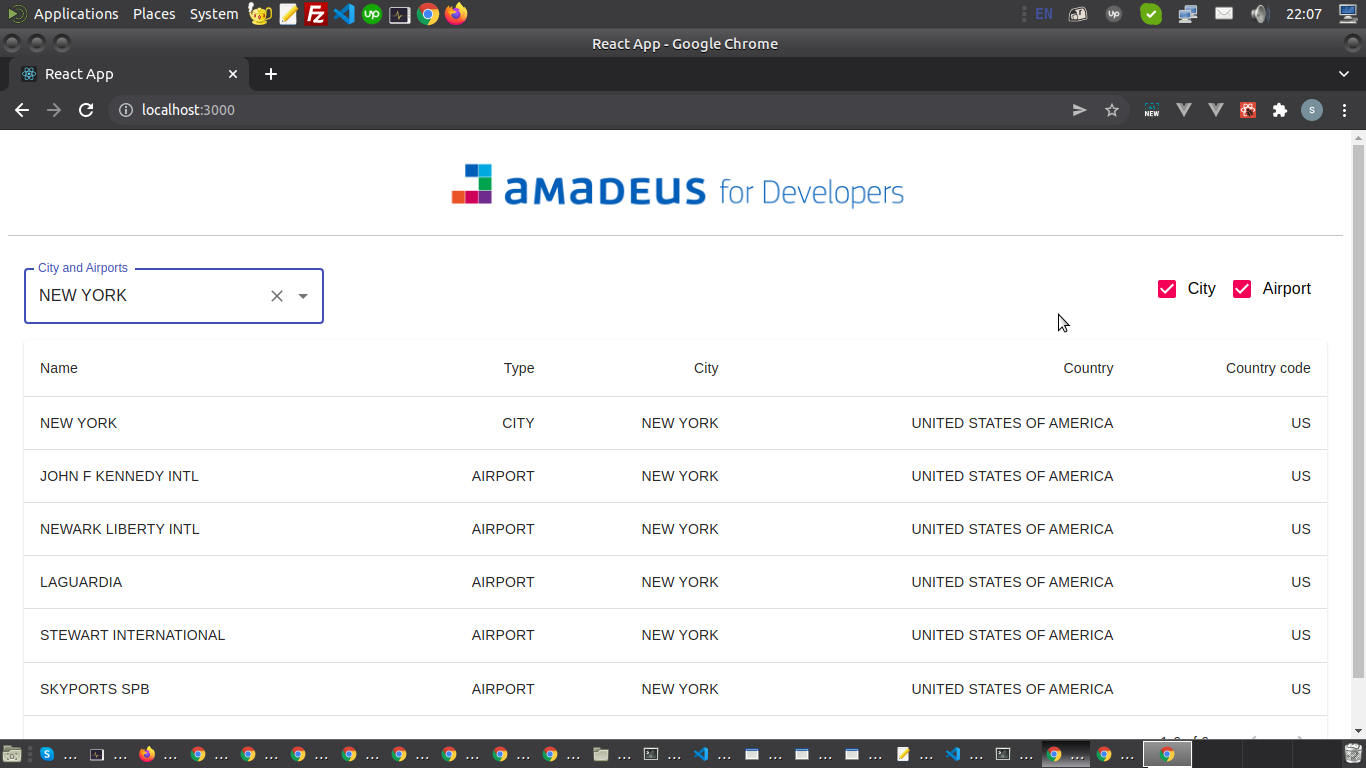 Applications Places System Fz up EN up 22:07
React App - Google Chrome
React App
localhost:3000 NEW S
amadeus for Developers
City and Airports
NEW YORK City Airport
Name Type City Country Country code
NEW YORK CITY NEW YORK UNITED STATES OF AMERICA US
JOHN F KENNEDY INTL AIRPORT NEW YORK UNITED STATES OF AMERICA US
NEWARK LIBERTY INTL AIRPORT NEW YORK UNITED STATES OF AMERICA US
LAGUARDIA AIRPORT NEW YORK UNITED STATES OF AMERICA US
STEWART INTERNATIONAL AIRPORT NEW YORK UNITED STATES OF AMERICA US
SKYPORTS SPB AIRPORT NEW YORK UNITED STATES OF AMERICA US